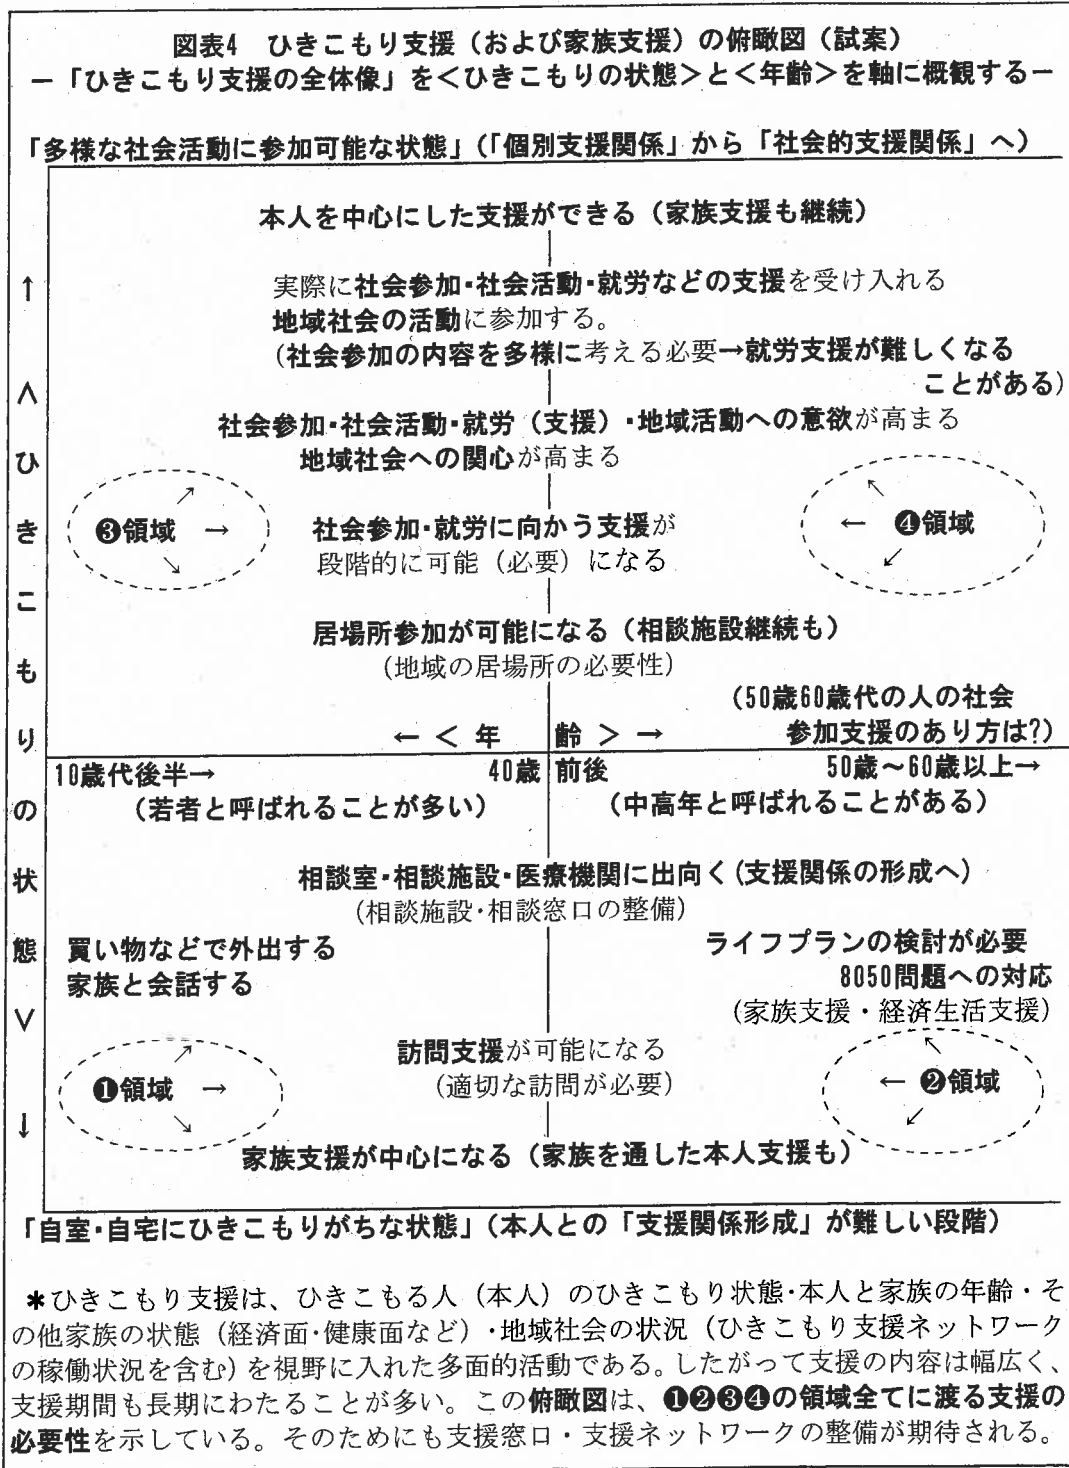 図表4 ひきこもり支援（および家族支援）の俯瞰図（試案）
－「ひきこもり支援の全体像」を＜ひきこもりの状態＞と＜年齢＞を軸に概観する－
「多様な社会活動に参加可能な状態」（「個別支援関係」から「社会的支援関係」へ）
本人を中心にした支援ができる（家族支援も継続）
実際に社会参加・社会活動・就労などの支援を受け入れる
地域社会の活動に参加する。
（社会参加の内容を多様に考える必要→就労支援が難しくなる
ことがある）
社会参加・社会活動・就労（支援）・地域活動への意欲が高まる
地域社会への関心が高まる
↑＜ひきこもりの状態＞↓
↗
❸領域 →
↘
社会参加・就労に向かう支援が
段階的に可能（必要）になる
↖
← ❹領域
↙
居場所参加が可能になる（相談施設継続も）
（地域の居場所の必要性）
（50歳60歳代の人の社会
参加支援のあり方は？）
←＜年齢＞→
10歳代後半→ 40歳前後 50歳～60歳以上→
（若者と呼ばれることが多い） （中高年と呼ばれることがある）
相談室・相談施設・医療機関に出向く（支援関係の形成へ）
（相談施設・相談窓口の整備）
買い物などで外出する
家族と会話する
ライフプランの検討が必要
8050問題への対応
（家族支援・経済生活支援）
↗
❶領域 →
↘
訪問支援が可能になる
（適切な訪問が必要）
↖
← ❷領域
↙
家族支援が中心になる（家族を通した本人支援も）
「自室・自宅にひきこもりがちな状態」（本人との「支援関係形成」が難しい段階）
＊ひきこもり支援は、ひきこもる人（本人）のひきこもり状態・本人と家族の年齢・そ
の他家族の状態（経済面・健康面など）・地域社会の状況（ひきこもり支援ネットワーク
の稼働状況を含む）を視野に入れた多面的活動である。したがって支援の内容は幅広く、
支援期間も長期にわたることが多い。この俯瞰図は、❶❷❸❹の領域全てに渡る支援の
必要性を示している。そのためにも支援窓口・支援ネットワークの整備が期待される。